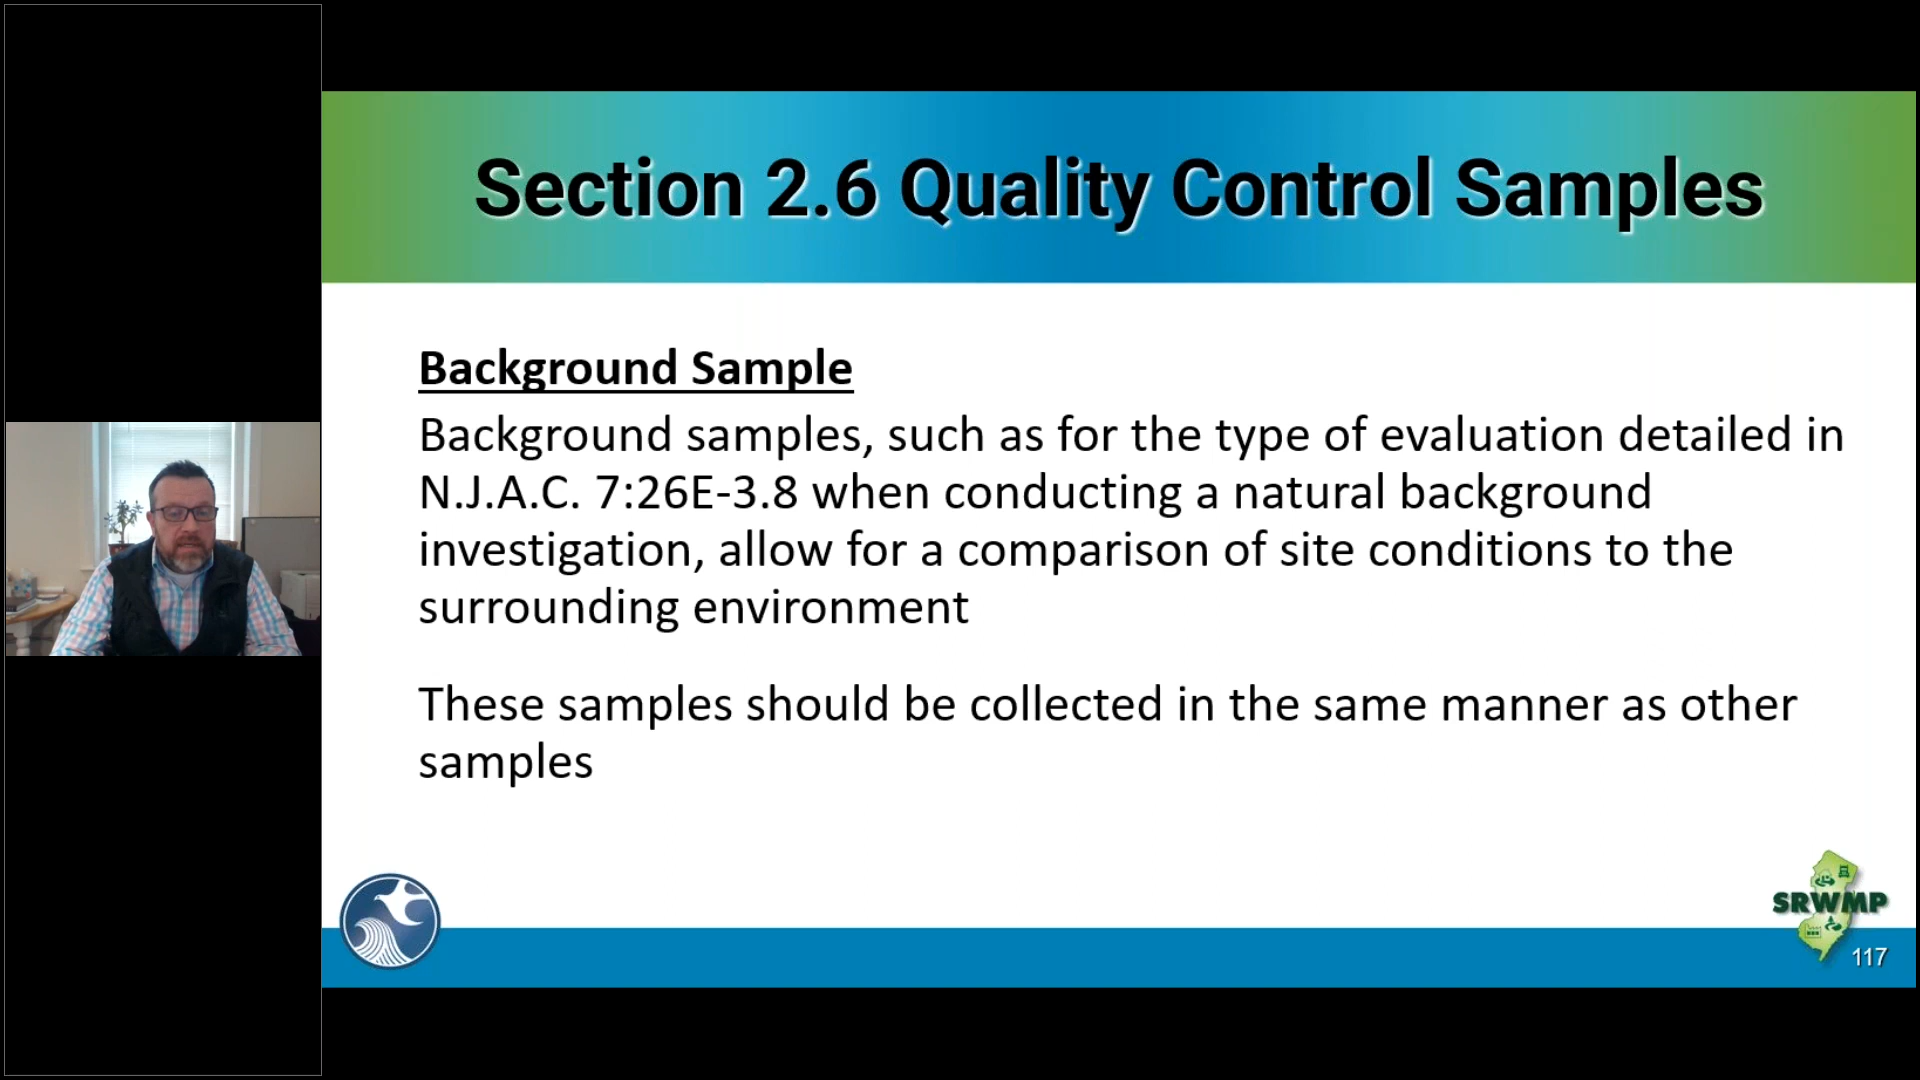 Section 2.6 Quality Control Samples
Background Sample
Background samples, such as for the type of evaluation detailed in
N.J.A.C. 7:26E-3.8 when conducting a natural background
investigation, allow for a comparison of site conditions to the
surrounding environment
These samples should be collected in the same manner as other
samples
SRWMP
117